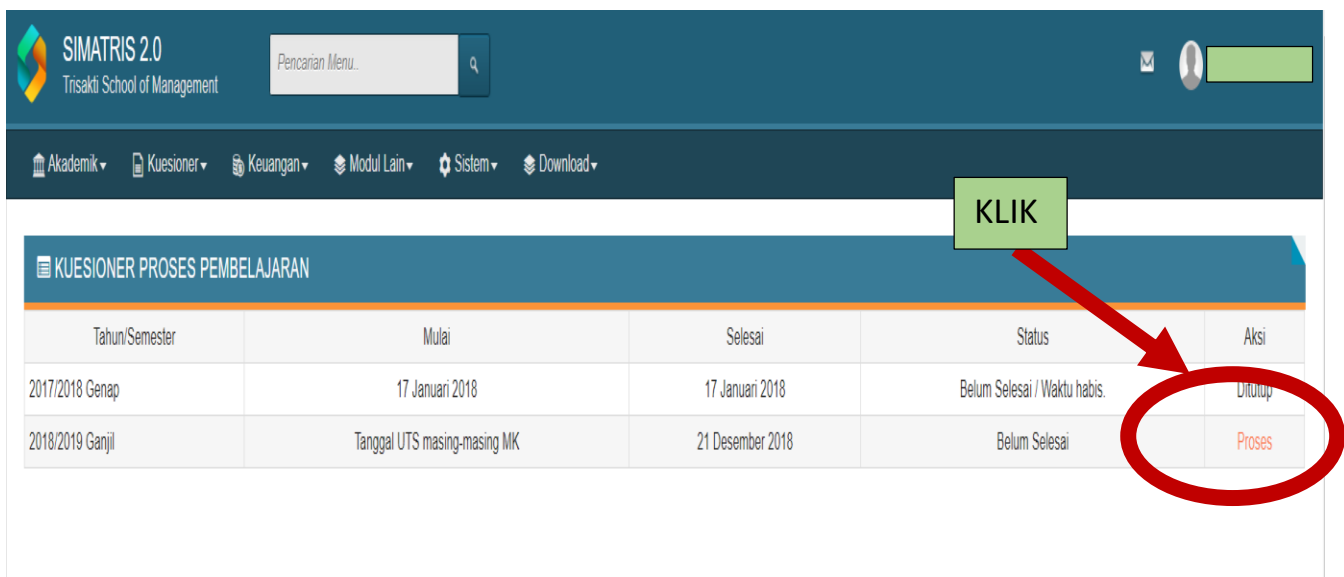 SIMATRIS 2.0
Trisakti School of Management
Pencarian Menu..
Akademik Kuesioner Keuangan Modul Lain Sistem Download
KLIK
KUESIONER PROSES PEMBELAJARAN
Tahun/Semester Mulai Selesai Status Aksi
2017/2018 Genap 17 Januari 2018 17 Januari 2018 Belum Selesai / Waktu habis. Ditutup
2018/2019 Ganjil Tanggal UTS masing-masing MK 21 Desember 2018 Belum Selesai Proses